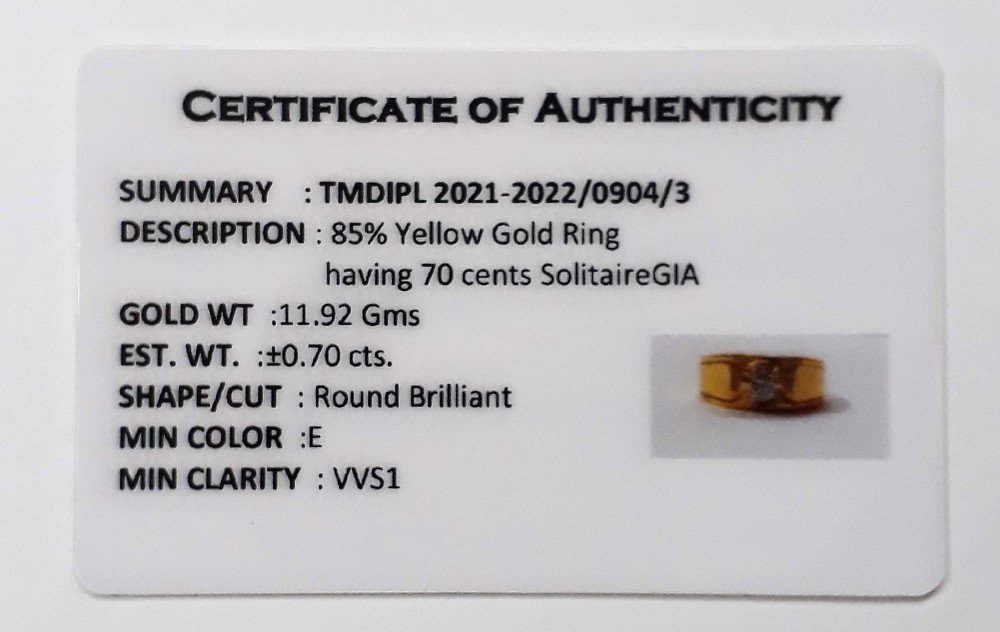 CERTIFICATE OF AUTHENTICITY
SUMMARY : TMDIPL 2021-2022/0904/3
DESCRIPTION : 85% Yellow Gold Ring
having 70 cents SolitaireGIA
GOLD WT :11.92 Gms
EST. WT. :±0.70 cts.
SHAPE/CUT : Round Brilliant
MIN COLOR :E
MIN CLARITY : VVS1